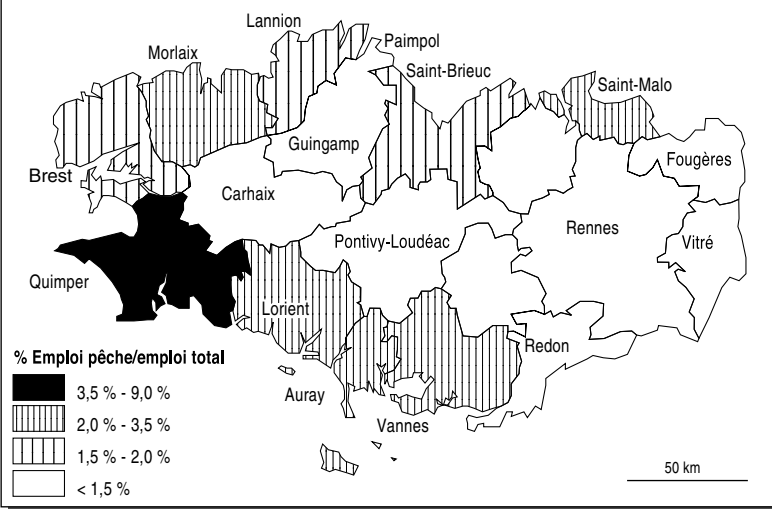 Lannion
Morlaix
Paimpol
Saint-Brieuc
Saint-Malo
Guingamp
Fougères
Brest
Carhaix
Rennes
Pontivy-Loudéac
Vitré
Quimper
Lorient
Redon
Auray
Vannes
% Emploi pêche/emploi total
3,5 % - 9,0 %
2,0 % - 3,5 %
1,5 % - 2,0 %
< 1,5 %
50 km